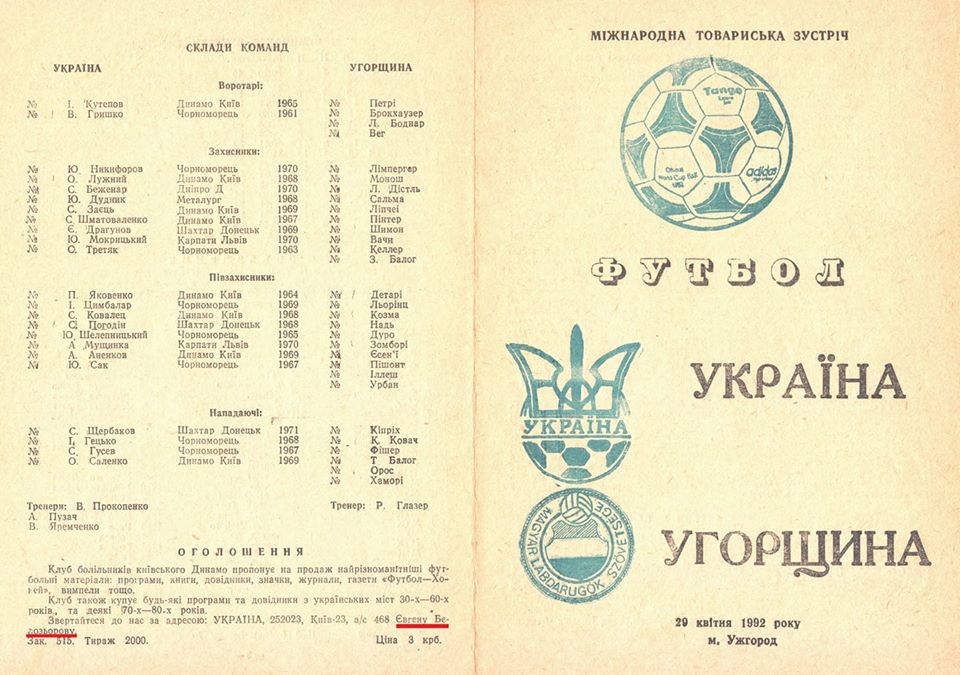 СКЛАДИ КОМАНД
УКРАЇНА УГОРЩИНА
Воротарі:
№ І. Кутепов Динамо Київ 1965 № Петрі
№ В. Гришко Чорноморець 1961 № Брокхаузер
№ Л. Боднар
№ Вег
Захисники:
№ Ю. Никифоров Чорноморець 1970 № Лімпергер
№ О. Лужний Динамо Київ 1968 № Монош
№ С. Беженар Дніпро Д 1970 № Л. Дістль
№ Ю. Дудник Металург 1968 № Сальма
№ С. Заєць Динамо Київ 1969 № Ліпчеі
№ С Шматоваленко Динамо Київ 1967 № Пінтер
№ Є. Драгунов Шахтар Донецьк 1969 № Шимон
№ Ю. Мокрицький Карпати Львів 1970 № Вачи
№ О. Третяк Чорноморець 1963 № Келлер
№ З. Балог
Півзахисники:
№ П. Яковенко Динамо Київ 1964 № Детарі
№ І. Цимбалар Чорноморець 1969 № Льорінц
№ С. Ковалец Динамо Київ 1968 № Козма
№ С. Погодін Шахтар Донецьк 1968 № Надь
№ Ю. Шелепницький Чорноморець 1965 № Дуро
№ А Мущинка Карпати Львів 1970 № Зомборі
№ А. Аненков Динамо Київ 1969 № Єсен'ї
№ Ю. Сак Чорноморець 1967 № Пішонт
№ Іллеш
№ Урбан
Нападаючі:
№ С. Щербаков Шахтар Донецьк 1971 № Кіпріх
№ І. Гецько Чорноморець 1968 № К. Ковач
№ С. Гусев Чорноморець 1967 № Фішер
№ О. Саленко Динамо Київ 1969 № Т Балог
№ Орос
№ Хаморі
Тренери: В. Прокопенко Тренер: Р. Глазер
А. Пузач
В. Яремченко
ОГОЛОШЕННЯ
Клуб болільників київського Динамо пропонує на продаж найрізноманітніші фут-
больні матеріали: програми, книги, довідники, значки, журнали, газети «Футбол—Хо-
кей», вимпели тощо.
Клуб також купує будь-які програми та довідники з українських міст 30-х—60-х
років., та деякі 70-х—80-х років.
Звертайтеся до нас за адресою: УКРАЇНА, 252023, Київ-23, а/с 468 Євгену Бє-
лозьорову.
Зак. 515. Тираж 2000. Ціна 3 крб.
МІЖНАРОДНА ТОВАРИСЬКА ЗУСТРІЧ
Tango
World Cup Ball
adidas
ФУТБОЛ
УКРАЇНА
УКРАЇНА
MAGYAR LABDARUGÓK SZÖVETSÉGE
УГОРЩИНА
29 квітня 1992 року
м. Ужгород